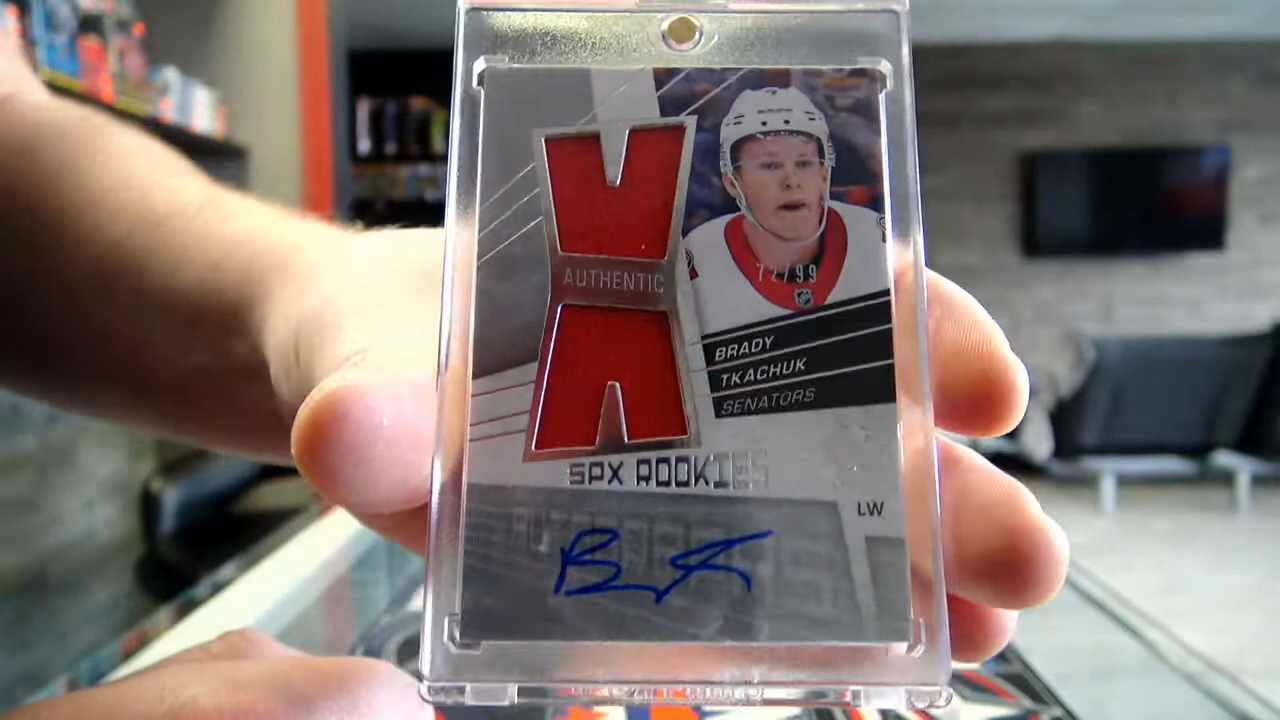 72/99
AUTHENTIC
BRADY
TKACHUK
SENATORS
SPX ROOKIES
LW